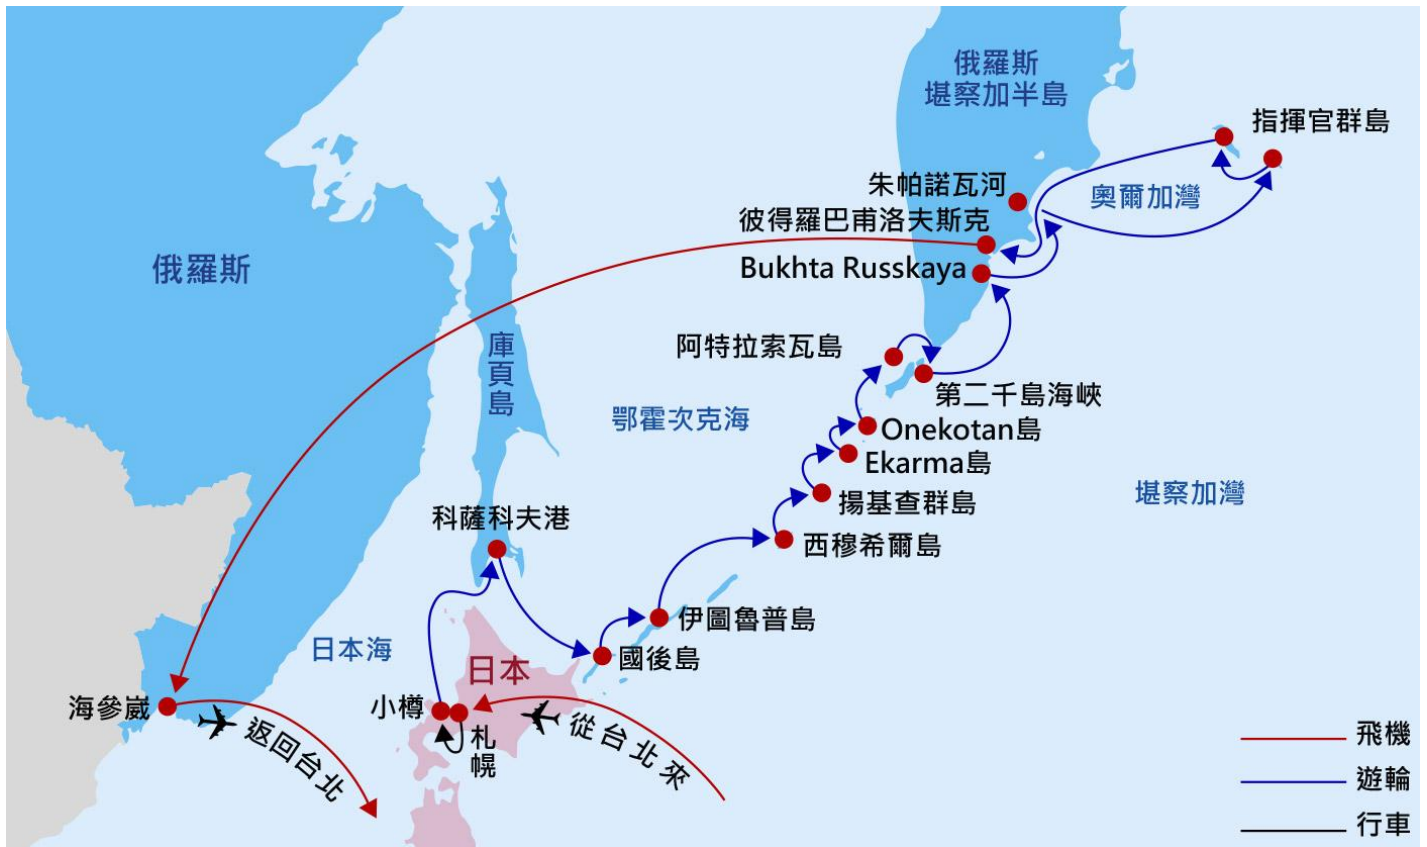 俄羅斯
堪察加半島
指揮官群島
朱帕諾瓦河
奧爾加灣
彼得羅巴甫洛夫斯克
俄羅斯
Bukhta Russkaya
庫頁島
阿特拉索瓦島
第二千島海峽
鄂霍次克海
Onekotan島
Ekarma島
堪察加灣
揚基查群島
科薩科夫港
西穆希爾島
伊圖魯普島
日本海
日本
國後島
海參崴
小樽
札幌
返回台北
從台北來
飛機
遊輪
行車